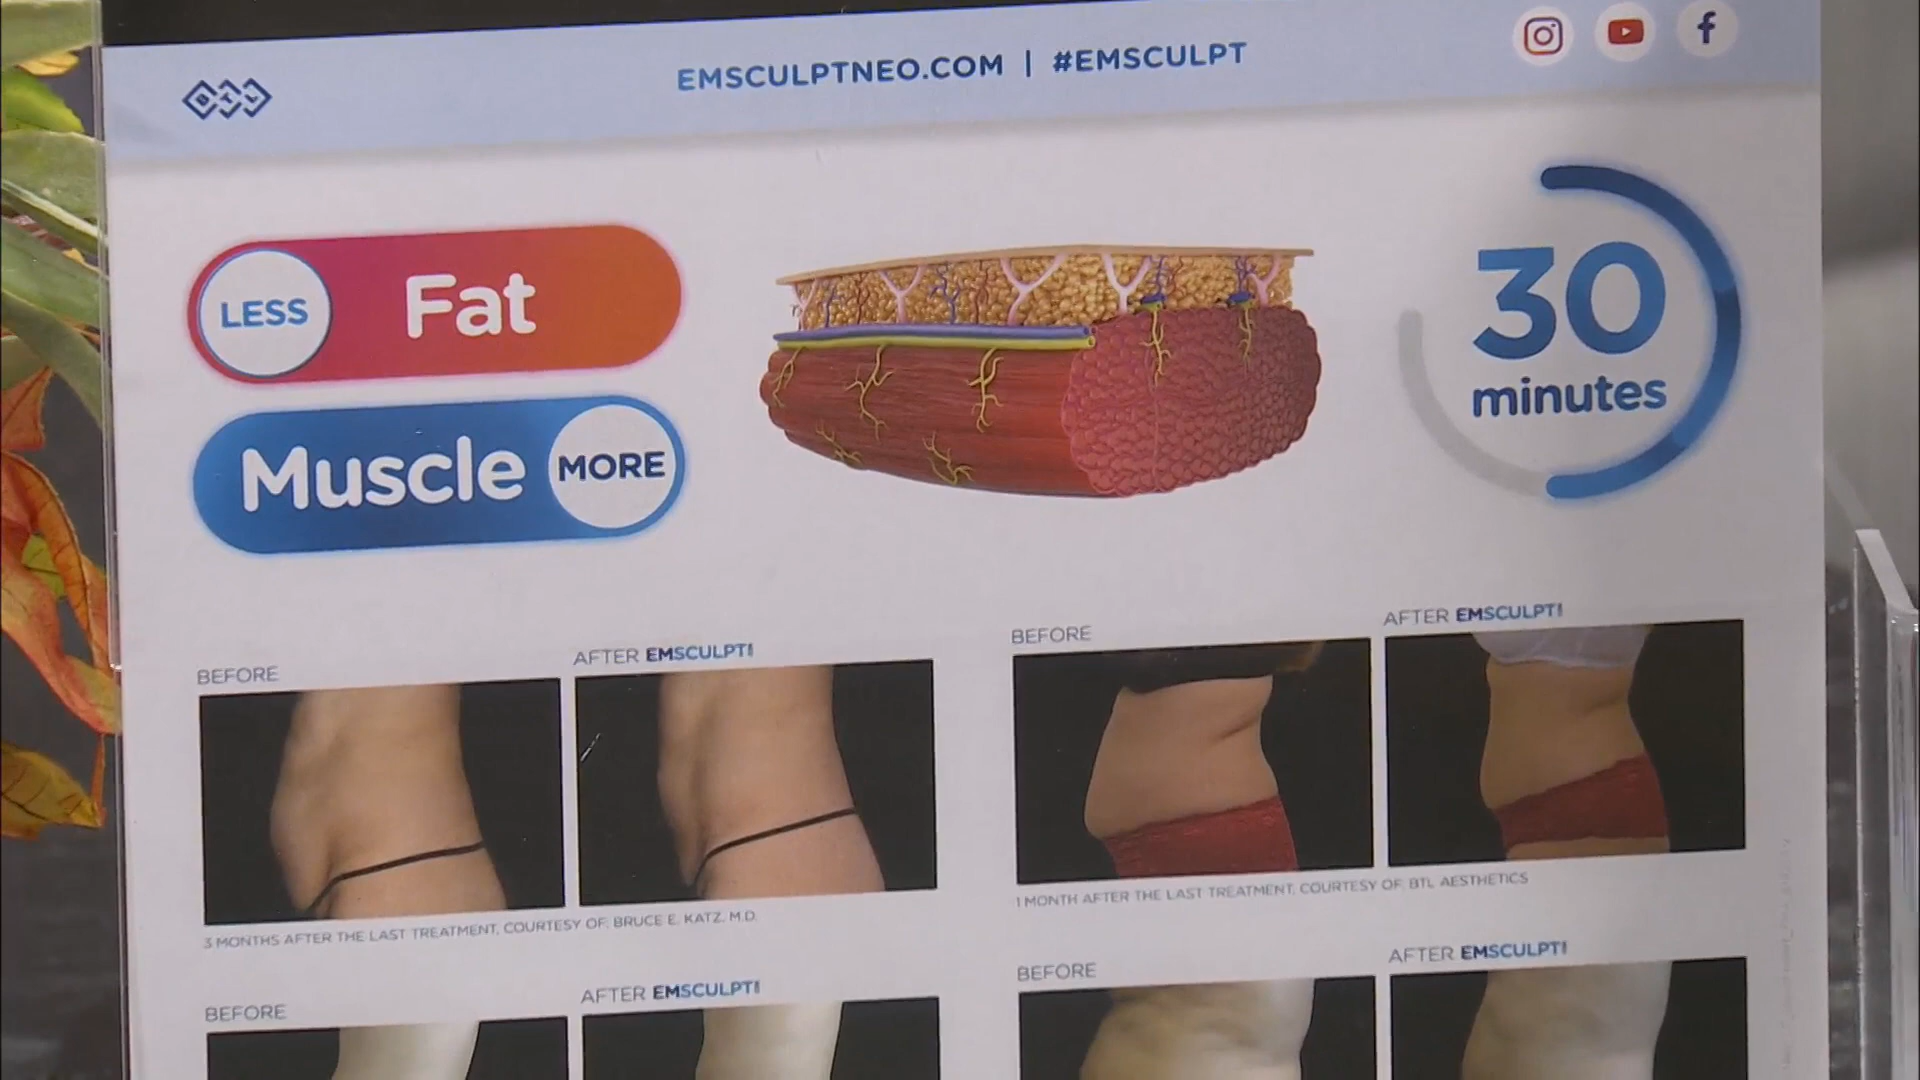 BTL
EMSCULPTNEO.COM | #EMSCULPT
LESS Fat
Muscle MORE
30
minutes
BEFORE
AFTER EMSCULPT!
BEFORE
AFTER EMSCULPT!
3 MONTHS AFTER THE LAST TREATMENT, COURTESY OF: BRUCE E. KATZ, M.D.
1 MONTH AFTER THE LAST TREATMENT, COURTESY OF: BTL AESTHETICS
BEFORE
AFTER EMSCULPT!
BEFORE
AFTER EMSCULPT!